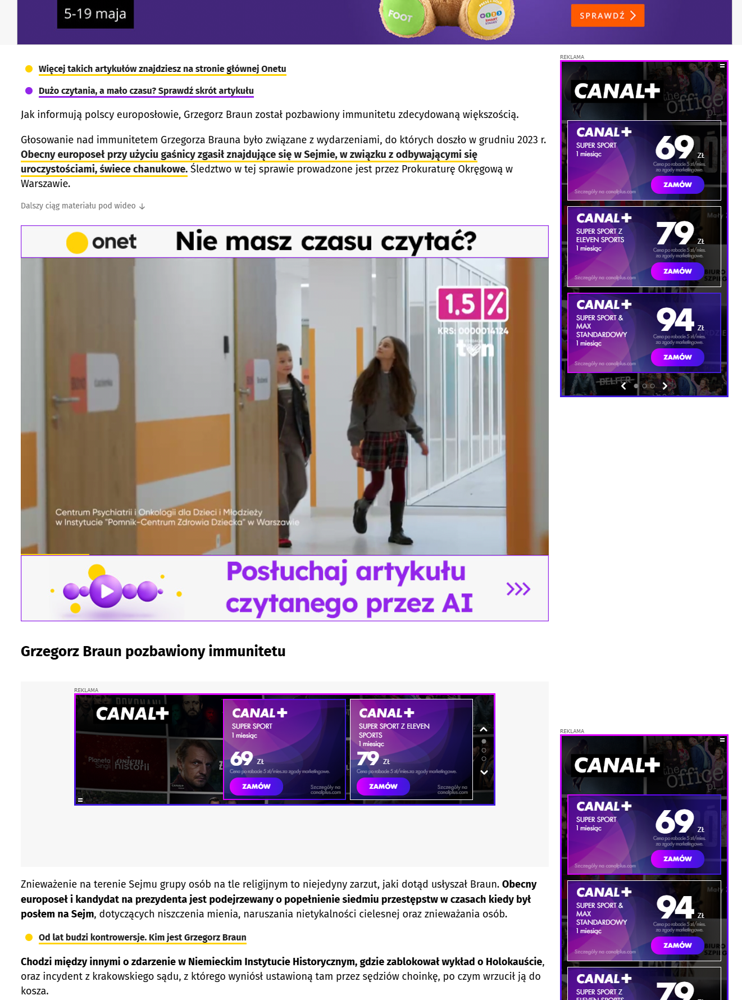 5-19 maja
FOOT
PRESS & HOLD
SMART
STAGES
SPRAWDŹ
Więcej takich artykułów znajdziesz na stronie głównej Onetu
Dużo czytania, a mało czasu? Sprawdź skrót artykułu
Jak informują polscy europosłowie, Grzegorz Braun został pozbawiony immunitetu zdecydowaną większością.
Głosowanie nad immunitetem Grzegorza Brauna było związane z wydarzeniami, do których doszło w grudniu 2023 r.
Obecny europoseł przy użyciu gaśnicy zgasił znajdujące się w Sejmie, w związku z odbywającymi się
uroczystościami, świece chanukowe. Śledztwo w tej sprawie prowadzone jest przez Prokuraturę Okręgową w
Warszawie.
Dalszy ciąg materiału pod wideo ↓
onet
Nie masz czasu czytać?
1,5 %
KRS: 0000014124
tvn
Centrum Psychiatrii i Onkologii dla Dzieci i Młodzieży
w Instytucie "Pomnik-Centrum Zdrowia Dziecka" w Warszawie
Posłuchaj artykułu
czytanego przez AI
Grzegorz Braun pozbawiony immunitetu
REKLAMA
CANAL+
Planeta
Singli
osiem
historii
CANAL+
SUPER SPORT
1 miesiąc
69 ZŁ
Cena po rabacie 5 zł/mies.za zgody marketingowe.
ZAMÓW
Szczegóły na
canalplus.com
CANAL+
SUPER SPORT Z ELEVEN
SPORTS
1 miesiąc
79 ZŁ
Cena po rabacie 5 zł/mies.za zgody marketingowe.
ZAMÓW
Szczegóły na
canalplus.com
Znieważenie na terenie Sejmu grupy osób na tle religijnym to niejedyny zarzut, jaki dotąd usłyszał Braun. Obecny
europoseł i kandydat na prezydenta jest podejrzewany o popełnienie siedmiu przestępstw w czasach kiedy był
posłem na Sejm, dotyczących niszczenia mienia, naruszania nietykalności cielesnej oraz znieważania osób.
Od lat budzi kontrowersje. Kim jest Grzegorz Braun
Chodzi między innymi o zdarzenie w Niemieckim Instytucie Historycznym, gdzie zablokował wykład o Holokauście,
oraz incydent z krakowskiego sądu, z którego wyniósł ustawioną tam przez sędziów choinkę, po czym wrzucił ją do
kosza.
REKLAMA
CANAL+
the
office
pl
CANAL+
SUPER SPORT
1 miesiąc
69 ZŁ
Cena po rabacie 5 zł/mies.
za zgody marketingowe.
ZAMÓW
Szczegóły na canalplus.com
CANAL+
SUPER SPORT Z
ELEVEN SPORTS
1 miesiąc
79 ZŁ
Cena po rabacie 5 zł/mies.
za zgody marketingowe.
ZAMÓW
Szczegóły na canalplus.com
CANAL+
SUPER SPORT &
MAX
STANDARDOWY
1 miesiąc
94 ZŁ
Cena po rabacie 5 zł/mies.
za zgody marketingowe.
ZAMÓW
Szczegóły na canalplus.com
BELFER
REKLAMA
CANAL+
the
office
pl
CANAL+
SUPER SPORT
1 miesiąc
69 ZŁ
Cena po rabacie 5 zł/mies.
za zgody marketingowe.
ZAMÓW
Szczegóły na canalplus.com
CANAL+
SUPER SPORT &
MAX
STANDARDOWY
1 miesiąc
94 ZŁ
Cena po rabacie 5 zł/mies.
za zgody marketingowe.
ZAMÓW
Szczegóły na canalplus.com
CANAL+
SUPER SPORT Z
ELEVEN SPORTS
79